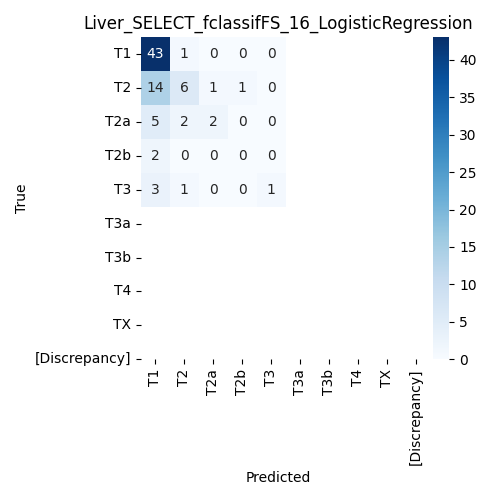 Liver_SELECT_fclassifFS_16_LogisticRegression
T1 43 1 0 0 0
T2 14 6 1 1 0
T2a 5 2 2 0 0
T2b 2 0 0 0 0
T3 3 1 0 0 1
T3a
T3b
T4
TX
[Discrepancy]
True
T1 T2 T2a T2b T3 T3a T3b T4 TX [Discrepancy]
Predicted
40
35
30
25
20
15
10
5
0